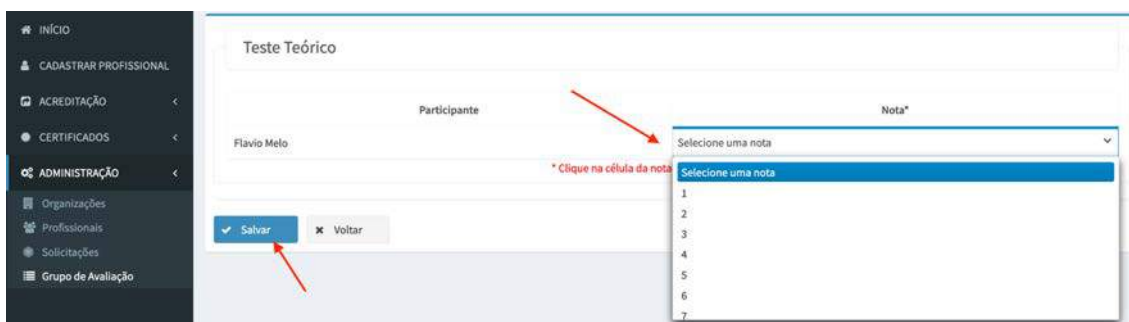 INÍCIO
CADASTRAR PROFISSIONAL
ACREDITAÇÃO
CERTIFICADOS
ADMINISTRAÇÃO
Organizações
Profissionais
Solicitações
Grupo de Avaliação
Teste Teórico
Participante Nota*
Flavio Melo Selecione uma nota
* Clique na célula da nota
Selecione uma nota
1
2
3
4
5
6
7
Salvar Voltar